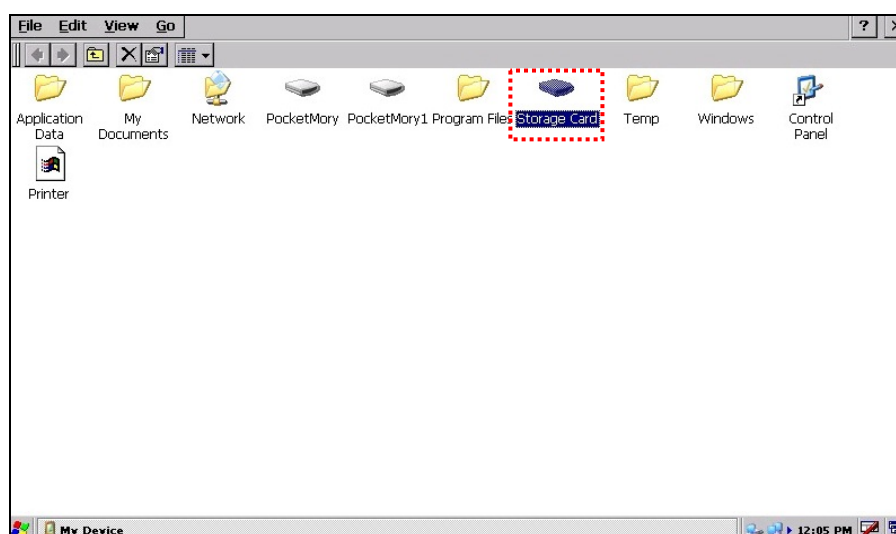 File Edit View Go ?
Application Data My Documents Network PocketMory PocketMory1 Program Files Storage Card Temp Windows Control Panel
Printer
My Device 12:05 PM